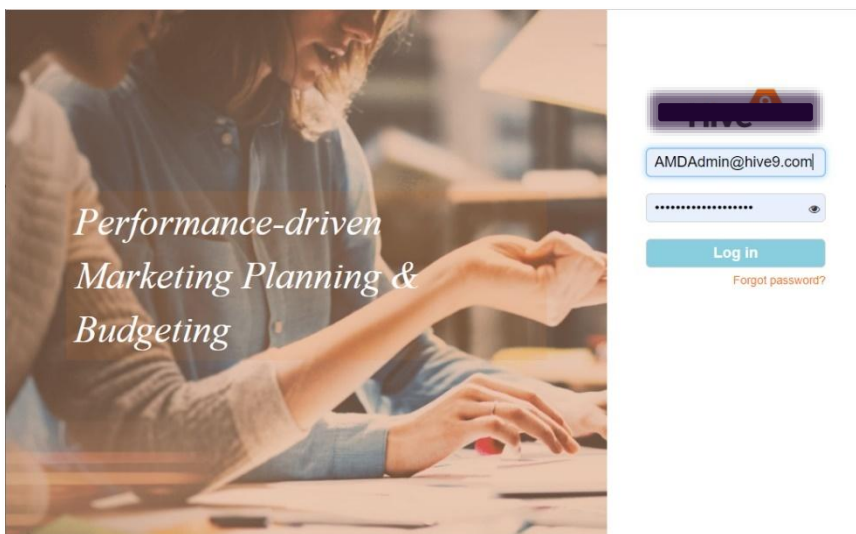 Performance-driven
Marketing Planning &
Budgeting
AMDAdmin@hive9.com
••••••••••••••••••
Log in
Forgot password?